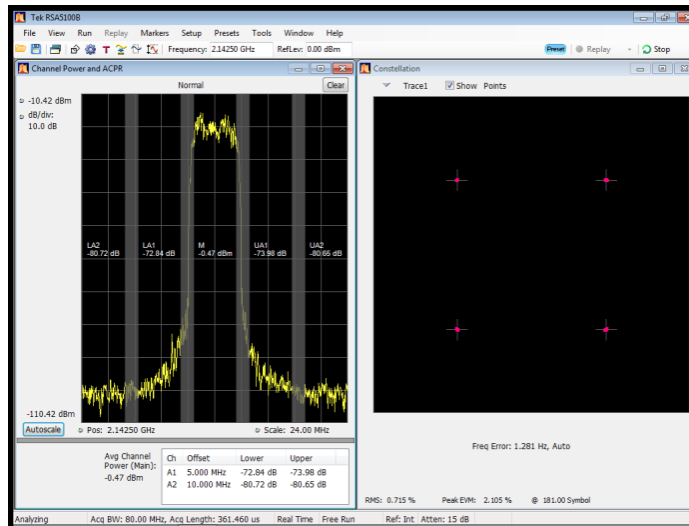 Tek RSA5100B
File View Run Replay Markers Setup Presets Tools Window Help
T Frequency: 2.14250 GHz RefLev: 0.00 dBm Preset Replay Stop
Channel Power and ACPR
Normal Clear
-10.42 dBm
dB/div:
10.0 dB
LA2 LA1 M UA1 UA2
-80.72 dB -72.84 dB -0.47 dBm -73.98 dB -80.65 dB
-110.42 dBm
Autoscale Pos: 2.14250 GHz Scale: 24.00 MHz
Avg Channel
Power (Main):
-0.47 dBm
Ch Offset Lower Upper
A1 5.000 MHz -72.84 dB -73.98 dB
A2 10.000 MHz -80.72 dB -80.65 dB
Constellation
Trace1 Show Points
Freq Error: 1.281 Hz, Auto
RMS: 0.715 % Peak EVM: 2.105 % @ 181.00 Symbol
Analyzing Acq BW: 80.00 MHz, Acq Length: 361.460 us Real Time Free Run Ref: Int Atten: 15 dB